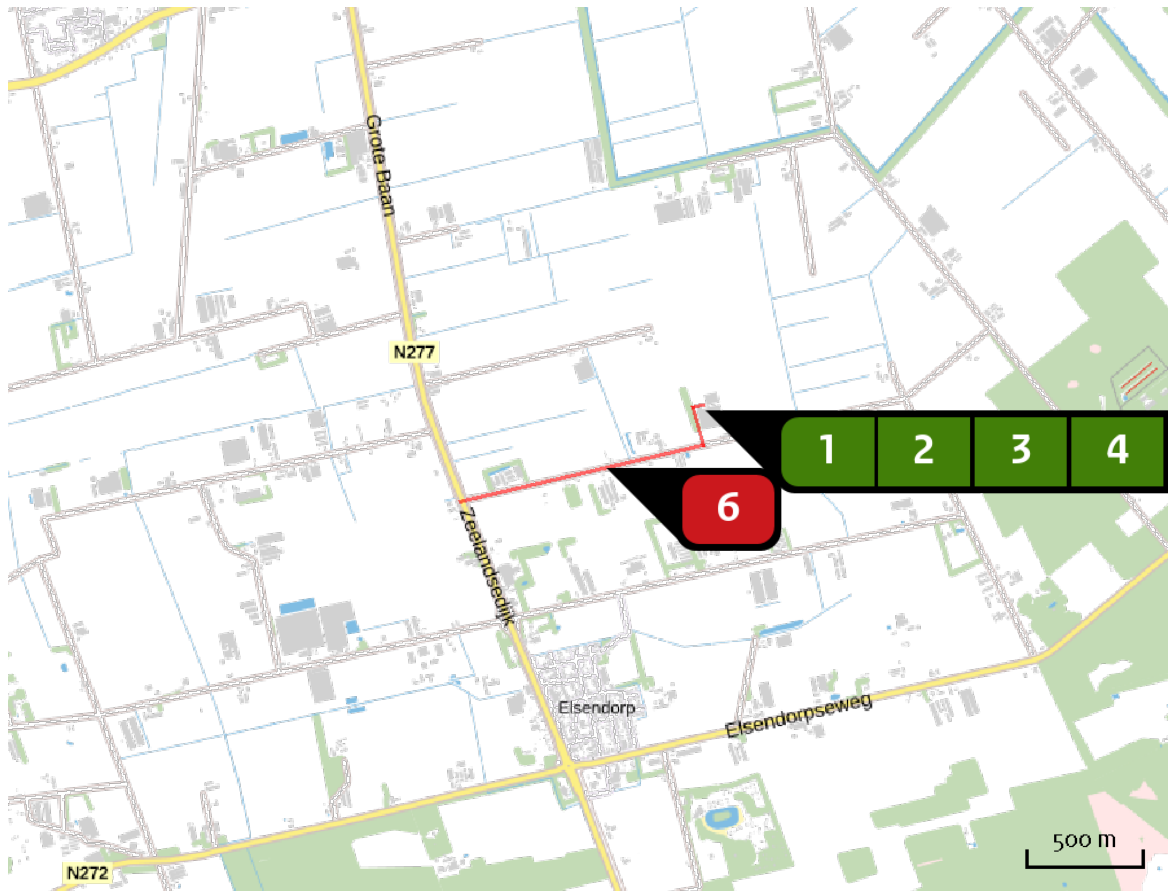 Grote Baan
N277
1 2 3 4
6
Zeelandsedijk
Elsendorp
Elsendorpseweg
500 m
N272